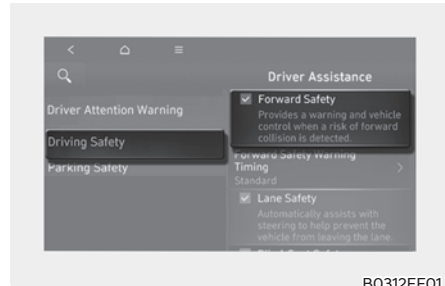 Driver Assistance
Driver Attention Warning
Driving Safety
Parking Safety
Forward Safety
Provides a warning and vehicle
control when a risk of forward
collision is detected.
Forward Safety Warning
Timing
Standard
Lane Safety
Automatically assists with
steering to help prevent the
vehicle from leaving the lane
B0312EE01